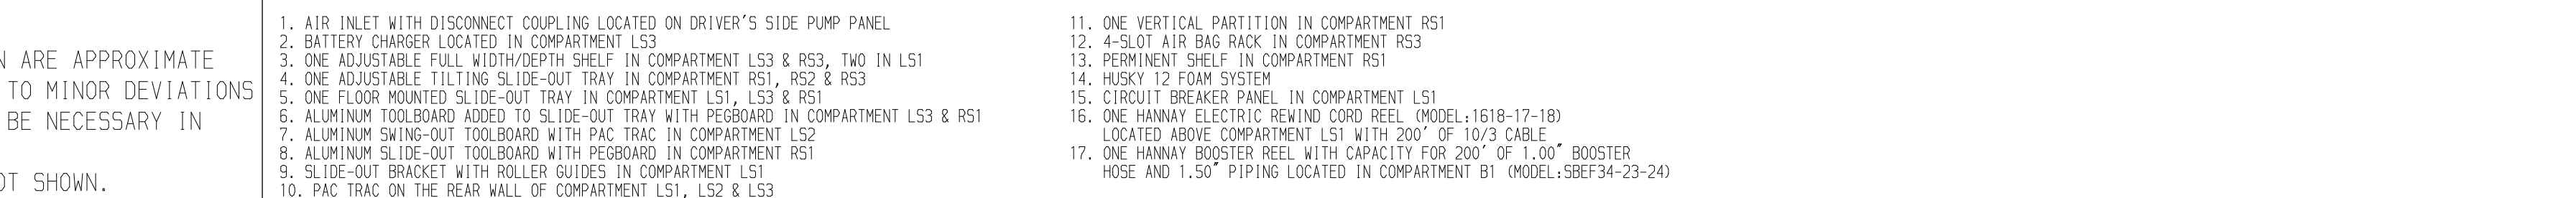 N ARE APPROXIMATE
TO MINOR DEVIATIONS
BE NECESSARY IN
OT SHOWN.
1. AIR INLET WITH DISCONNECT COUPLING LOCATED ON DRIVER'S SIDE PUMP PANEL
2. BATTERY CHARGER LOCATED IN COMPARTMENT LS3
3. ONE ADJUSTABLE FULL WIDTH/DEPTH SHELF IN COMPARTMENT LS3 & RS3, TWO IN LS1
4. ONE ADJUSTABLE TILTING SLIDE-OUT TRAY IN COMPARTMENT RS1, RS2 & RS3
5. ONE FLOOR MOUNTED SLIDE-OUT TRAY IN COMPARTMENT LS1, LS3 & RS1
6. ALUMINUM TOOLBOARD ADDED TO SLIDE-OUT TRAY WITH PEGBOARD IN COMPARTMENT LS3 & RS1
7. ALUMINUM SWING-OUT TOOLBOARD WITH PAC TRAC IN COMPARTMENT LS2
8. ALUMINUM SLIDE-OUT TOOLBOARD WITH PEGBOARD IN COMPARTMENT RS1
9. SLIDE-OUT BRACKET WITH ROLLER GUIDES IN COMPARTMENT LS1
10. PAC TRAC ON THE REAR WALL OF COMPARTMENT LS1, LS2 & LS3
11. ONE VERTICAL PARTITION IN COMPARTMENT RS1
12. 4-SLOT AIR BAG RACK IN COMPARTMENT RS3
13. PERMINENT SHELF IN COMPARTMENT RS1
14. HUSKY 12 FOAM SYSTEM
15. CIRCUIT BREAKER PANEL IN COMPARTMENT LS1
16. ONE HANNAY ELECTRIC REWIND CORD REEL (MODEL:1618-17-18)
LOCATED ABOVE COMPARTMENT LS1 WITH 200' OF 10/3 CABLE
17. ONE HANNAY BOOSTER REEL WITH CAPACITY FOR 200' OF 1.00" BOOSTER
HOSE AND 1.50" PIPING LOCATED IN COMPARTMENT B1 (MODEL:SBEF34-23-24)